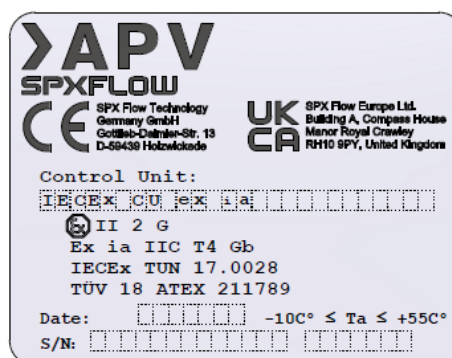 APV
SPXFLOW
CE
SPX Flow Technology
Germany GmbH
Gottlieb-Daimler-Str. 13
D-59439 Holzwickede
UK
CA
SPX Flow Europe Ltd.
Building A, Compass House
Manor Royal Crawley
RH10 9PY, United Kingdom
Control Unit:
IECEx CU ex ia
Ex II 2 G
Ex ia IIC T4 Gb
IECEx TUN 17.0028
TÜV 18 ATEX 211789
Date: -10C° ≤ Ta ≤ +55C°
S/N: